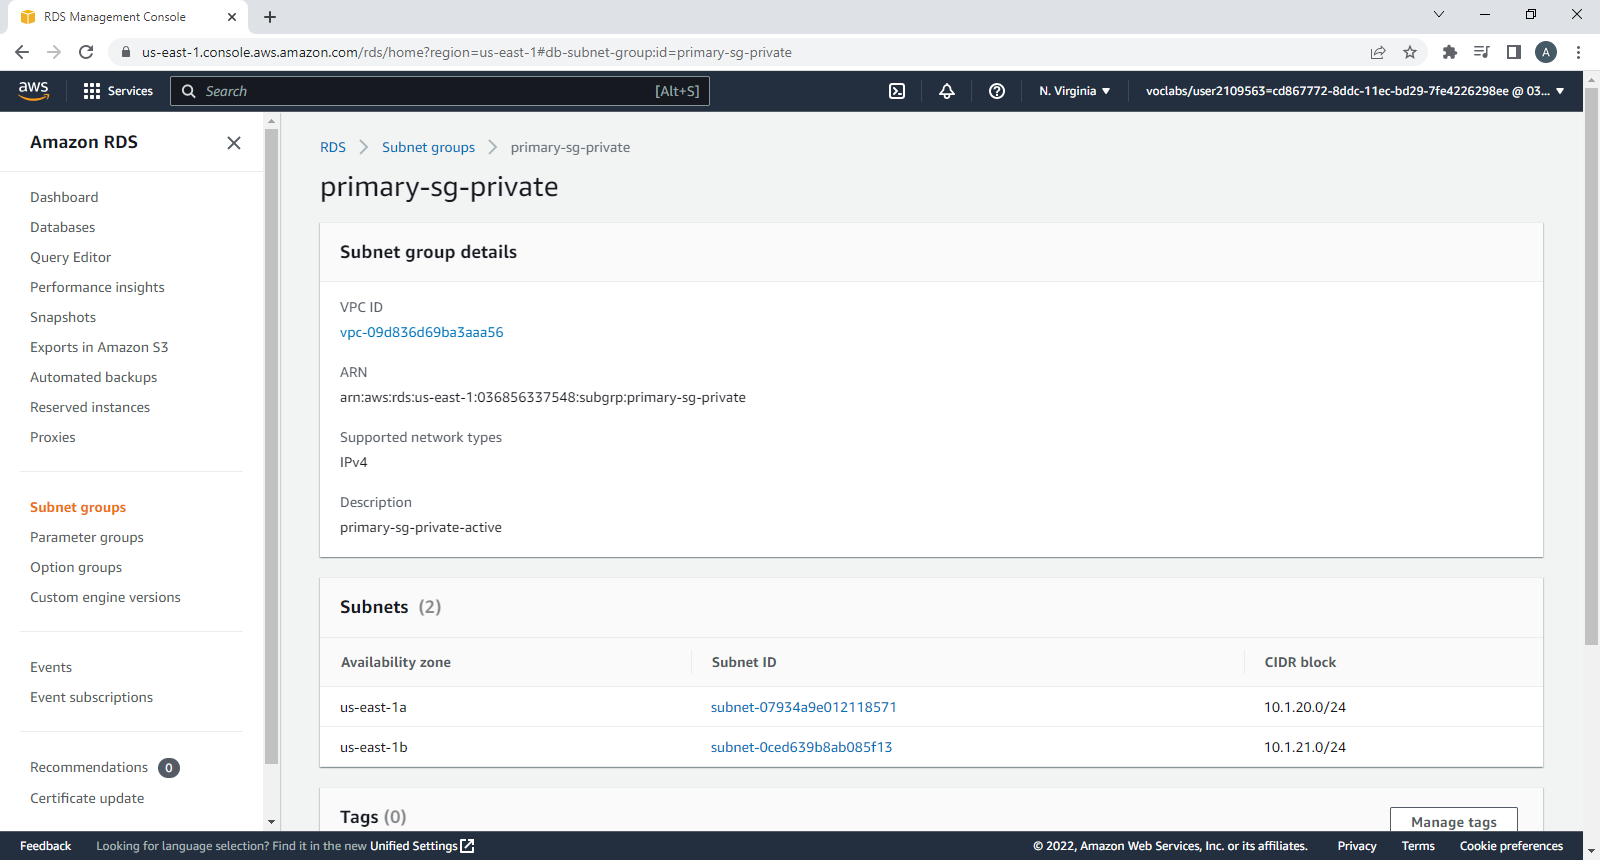 RDS Management Console
us-east-1.console.aws.amazon.com/rds/home?region=us-east-1#db-subnet-group:id=primary-sg-private
A
aws
Services
Search
[Alt+S]
N. Virginia
voclabs/user2109563=cd867772-8ddc-11ec-bd29-7fe4226298ee @ 03...
Amazon RDS
Dashboard
Databases
Query Editor
Performance insights
Snapshots
Exports in Amazon S3
Automated backups
Reserved instances
Proxies
Subnet groups
Parameter groups
Option groups
Custom engine versions
Events
Event subscriptions
Recommendations 0
Certificate update
RDS > Subnet groups > primary-sg-private
primary-sg-private
Subnet group details
VPC ID
vpc-09d836d69ba3aaa56
ARN
arn:aws:rds:us-east-1:036856337548:subgrp:primary-sg-private
Supported network types
IPv4
Description
primary-sg-private-active
Subnets (2)
Availability zone Subnet ID CIDR block
us-east-1a subnet-07934a9e012118571 10.1.20.0/24
us-east-1b subnet-0ced639b8ab085f13 10.1.21.0/24
Tags (0)
Manage tags
Feedback Looking for language selection? Find it in the new Unified Settings
© 2022, Amazon Web Services, Inc. or its affiliates. Privacy Terms Cookie preferences